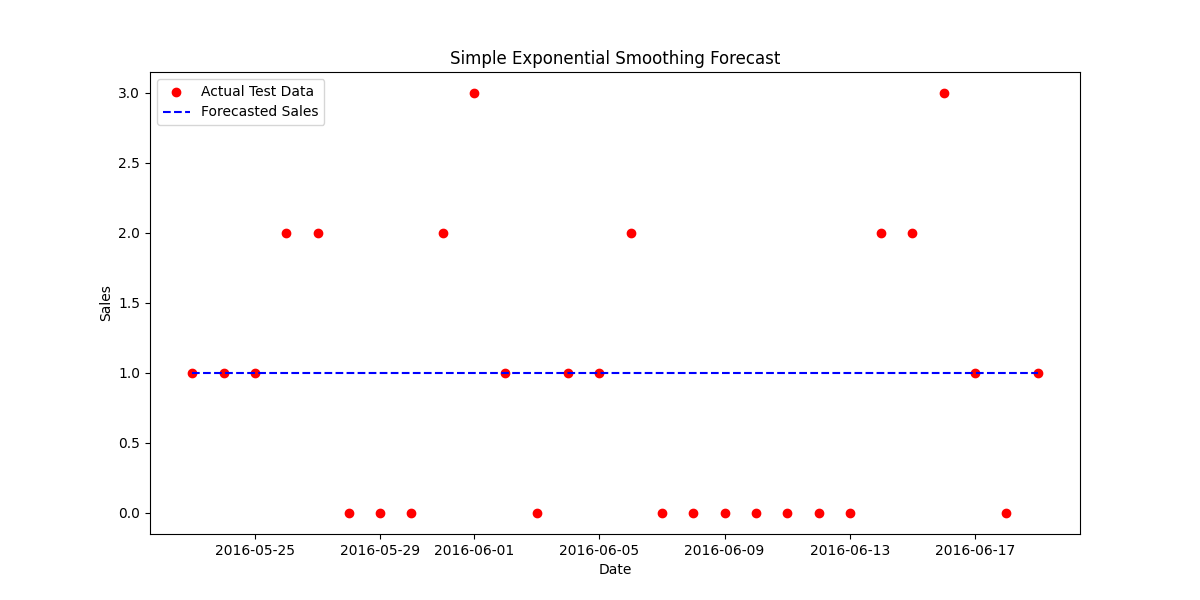 Simple Exponential Smoothing Forecast
Actual Test Data
Forecasted Sales
3.0
2.5
2.0
1.5
1.0
0.5
0.0
Sales
2016-05-25 2016-05-29 2016-06-01 2016-06-05 2016-06-09 2016-06-13 2016-06-17
Date